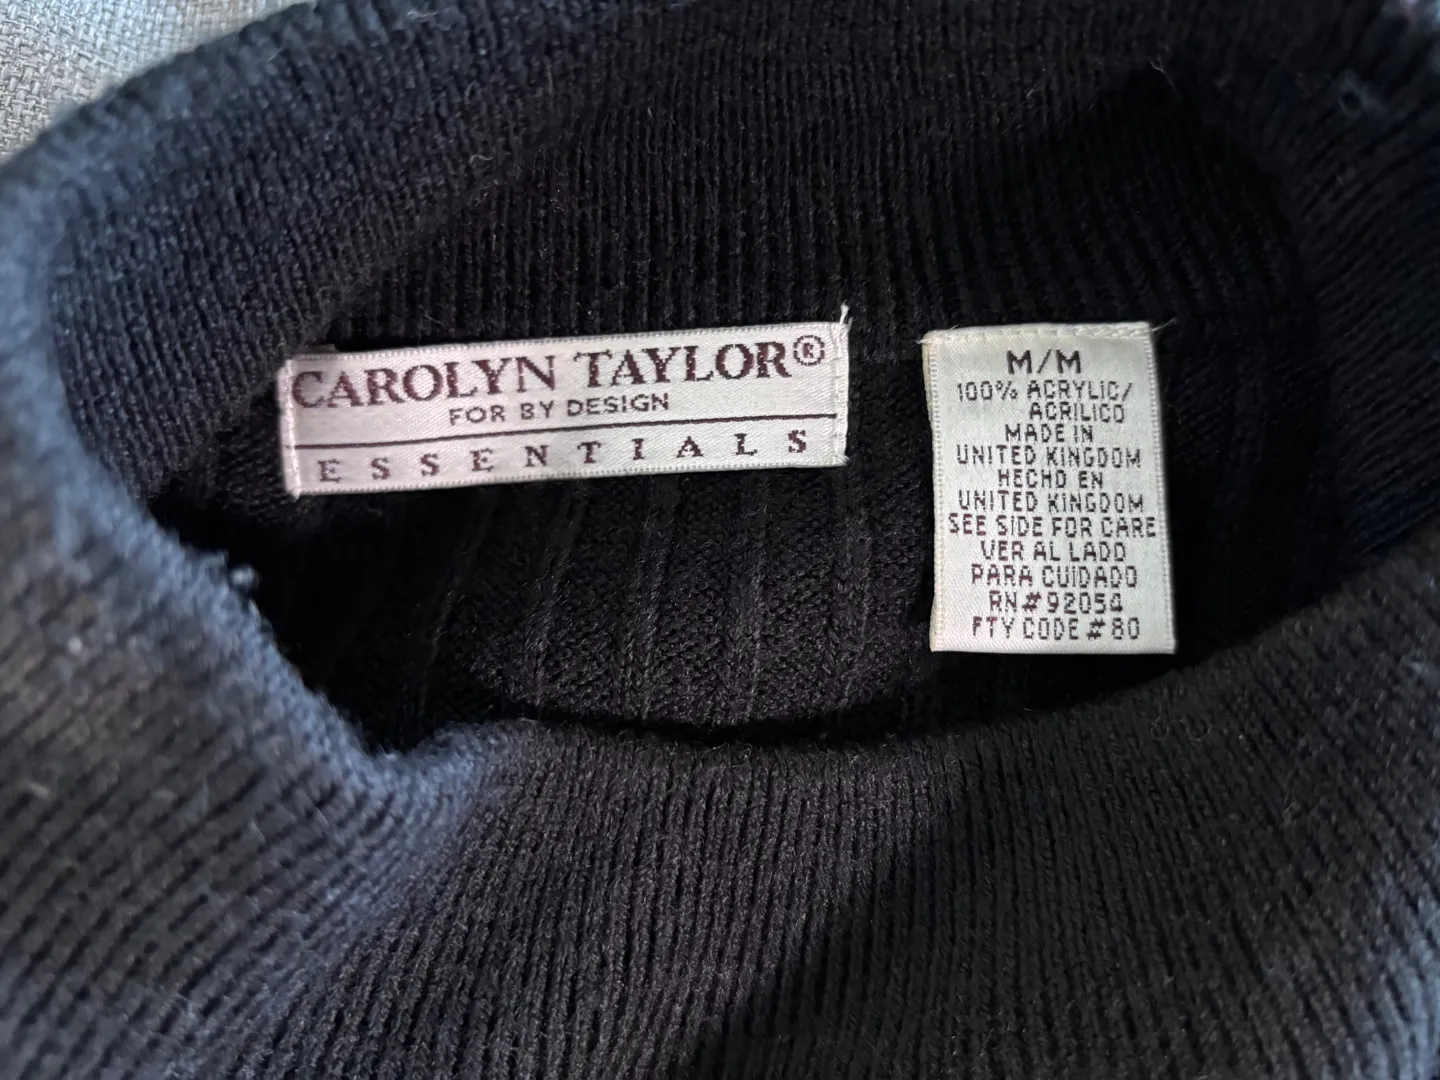 CAROLYN TAYLOR®
FOR BY DESIGN
ESSENTIALS
M/M
100% ACRYLIC/
ACRILICO
MADE IN
UNITED KINGDOM
HECHO EN
UNITED KINGDOM
SEE SIDE FOR CARE
VER AL LADO
PARA CUIDADO
RN#92054
FTY CODE #80